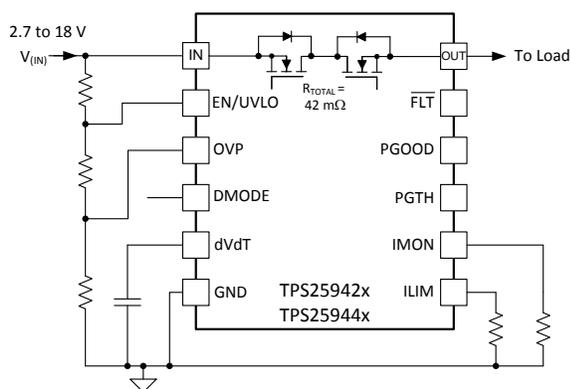 2.7 to 18 V
V(IN)
IN
OUT
To Load
RTOTAL =
42 mΩ
EN/UVLO
FLT
OVP
PGOOD
DMODE
PGTH
dVdT
IMON
GND
TPS25942x
ILIM
TPS25944x